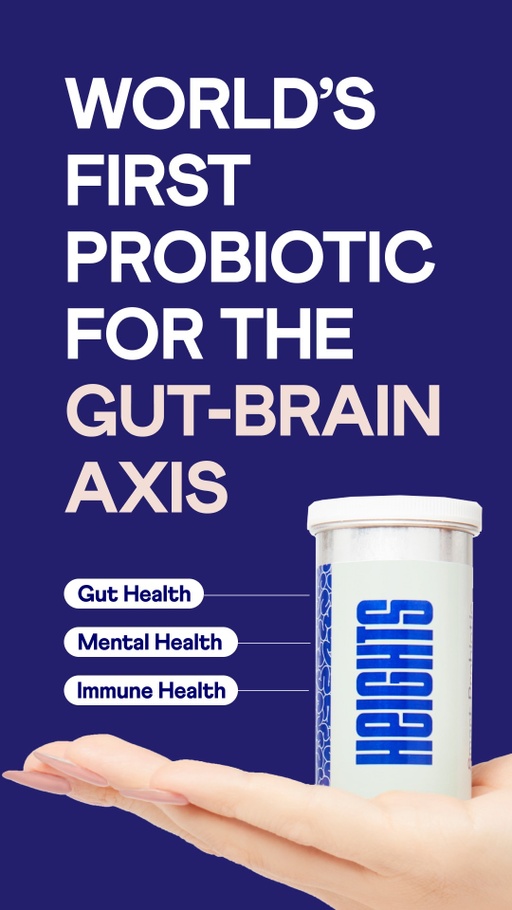 WORLD’S
FIRST
PROBIOTIC
FOR THE
GUT-BRAIN
AXIS
Gut Health
Mental Health
Immune Health
HEIGHTS